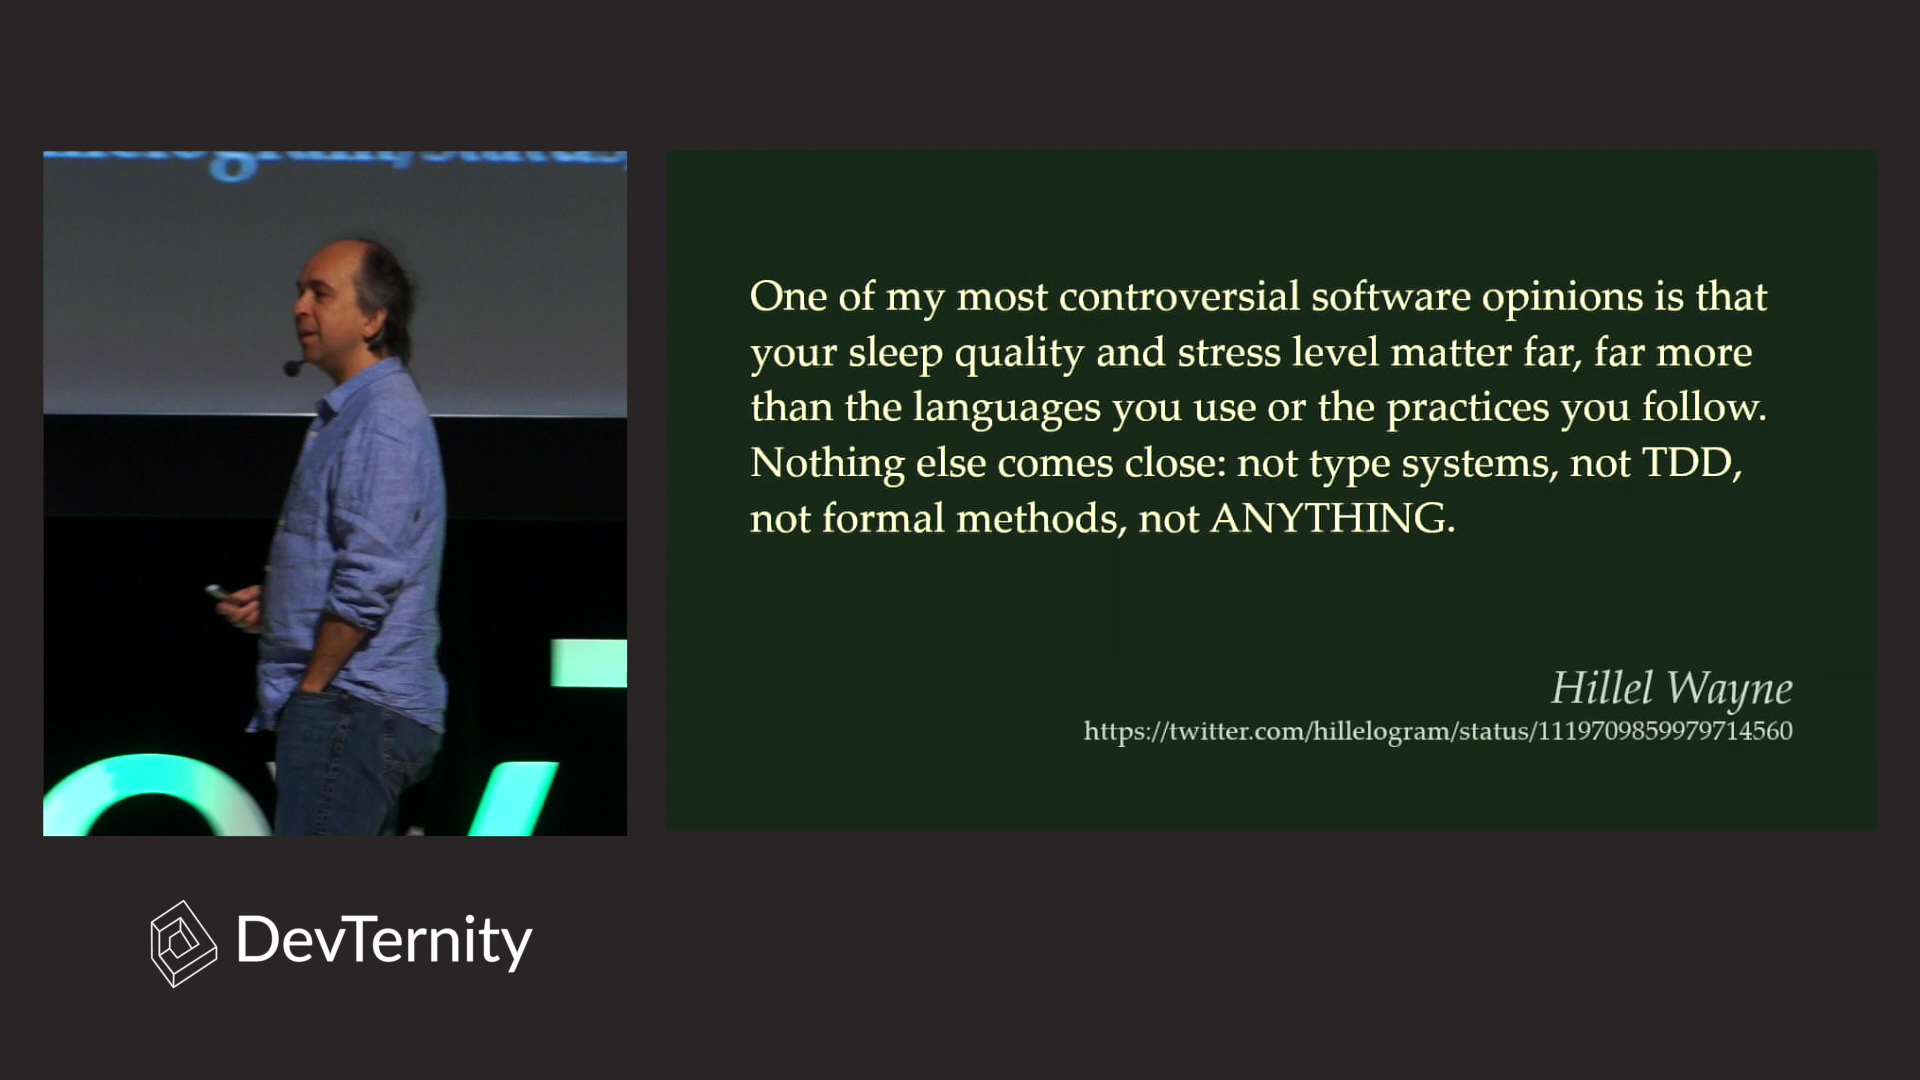 One of my most controversial software opinions is that
your sleep quality and stress level matter far, far more
than the languages you use or the practices you follow.
Nothing else comes close: not type systems, not TDD,
not formal methods, not ANYTHING.
Hillel Wayne
https://twitter.com/hillelogram/status/1119709859979714560
DevTernity